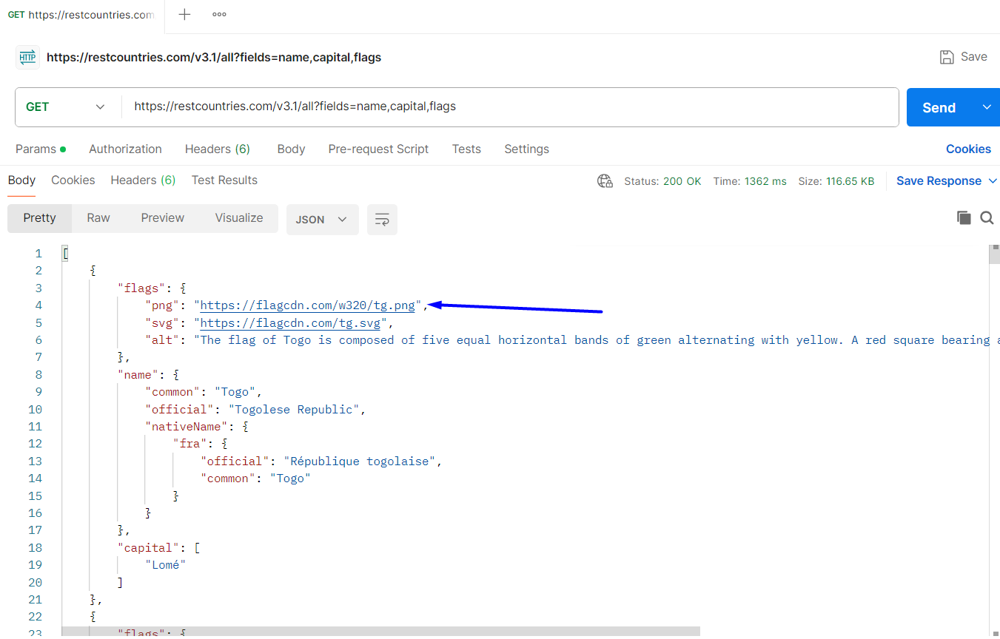 GET https://restcountries.com
https://restcountries.com/v3.1/all?fields=name,capital,flags
Save
GET https://restcountries.com/v3.1/all?fields=name,capital,flags
Send
Params Authorization Headers (6) Body Pre-request Script Tests Settings Cookies
Body Cookies Headers (6) Test Results Status: 200 OK Time: 1362 ms Size: 116.65 KB Save Response
Pretty Raw Preview Visualize JSON
1 [
2 {
3 "flags": {
4 "png": "https://flagcdn.com/w320/tg.png",
5 "svg": "https://flagcdn.com/tg.svg",
6 "alt": "The flag of Togo is composed of five equal horizontal bands of green alternating with yellow. A red square bearing a
7 },
8 "name": {
9 "common": "Togo",
10 "official": "Togolese Republic",
11 "nativeName": {
12 "fra": {
13 "official": "République togolaise",
14 "common": "Togo"
15 }
16 }
17 },
18 "capital": [
19 "Lomé"
20 ]
21 },
22 {
23 "flags": {